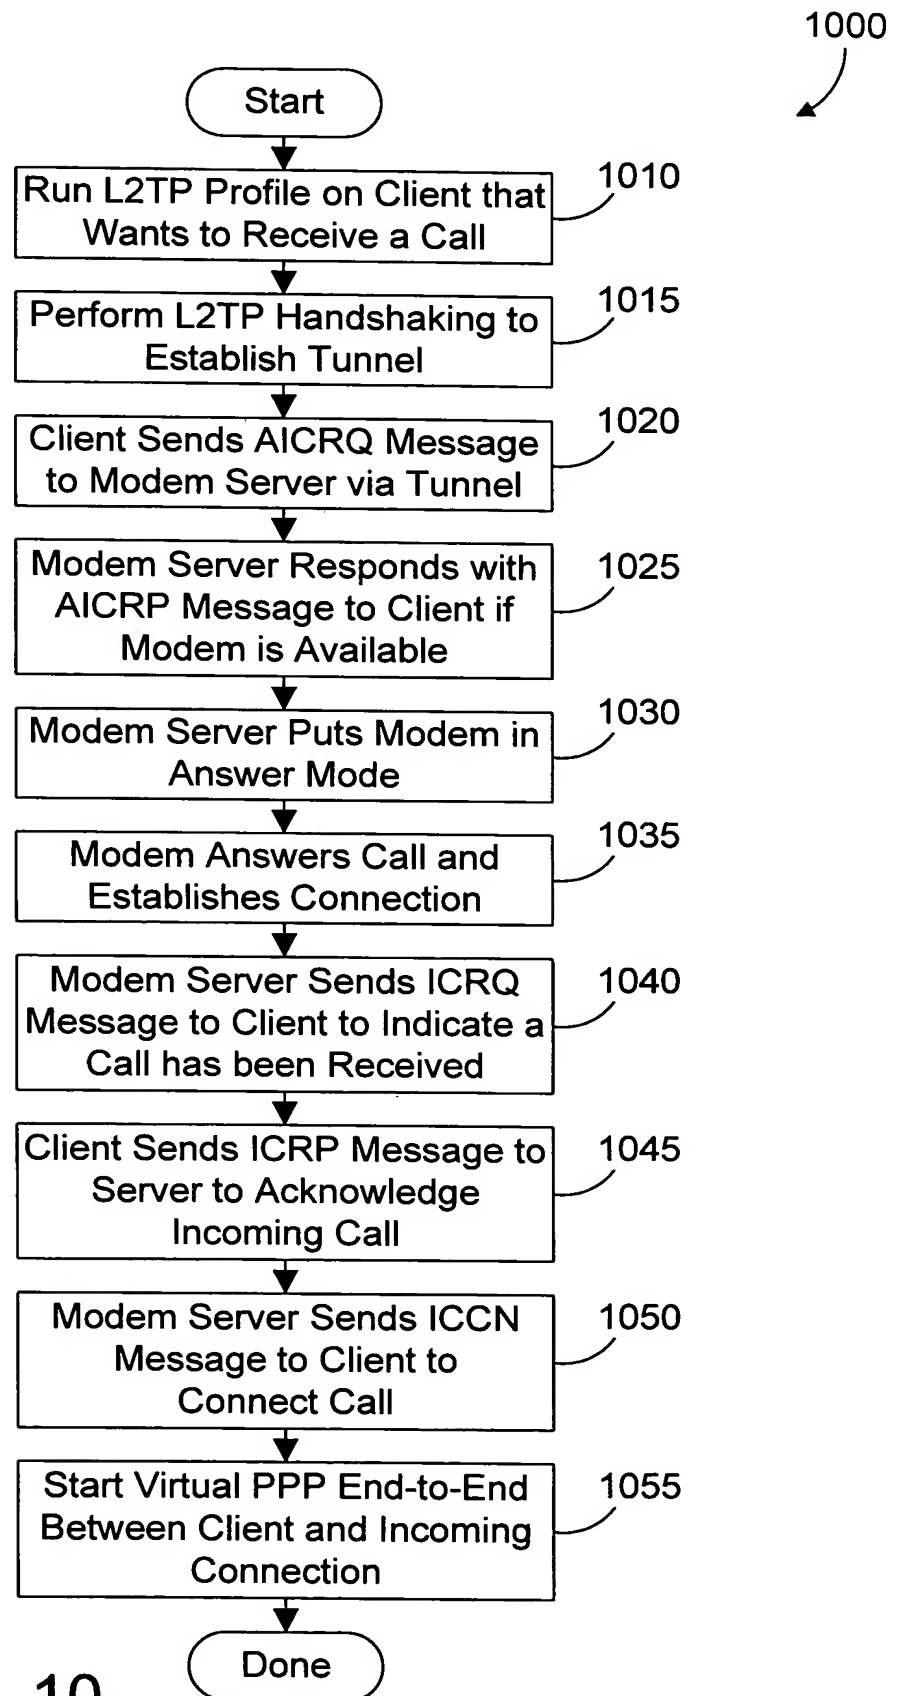 1000
Start
Run L2TP Profile on Client that
Wants to Receive a Call
1010
Perform L2TP Handshaking to
Establish Tunnel
1015
Client Sends AICRQ Message
to Modem Server via Tunnel
1020
Modem Server Responds with
AICRP Message to Client if
Modem is Available
1025
Modem Server Puts Modem in
Answer Mode
1030
Modem Answers Call and
Establishes Connection
1035
Modem Server Sends ICRQ
Message to Client to Indicate a
Call has been Received
1040
Client Sends ICRP Message to
Server to Acknowledge
Incoming Call
1045
Modem Server Sends ICCN
Message to Client to
Connect Call
1050
Start Virtual PPP End-to-End
Between Client and Incoming
Connection
1055
Done
10